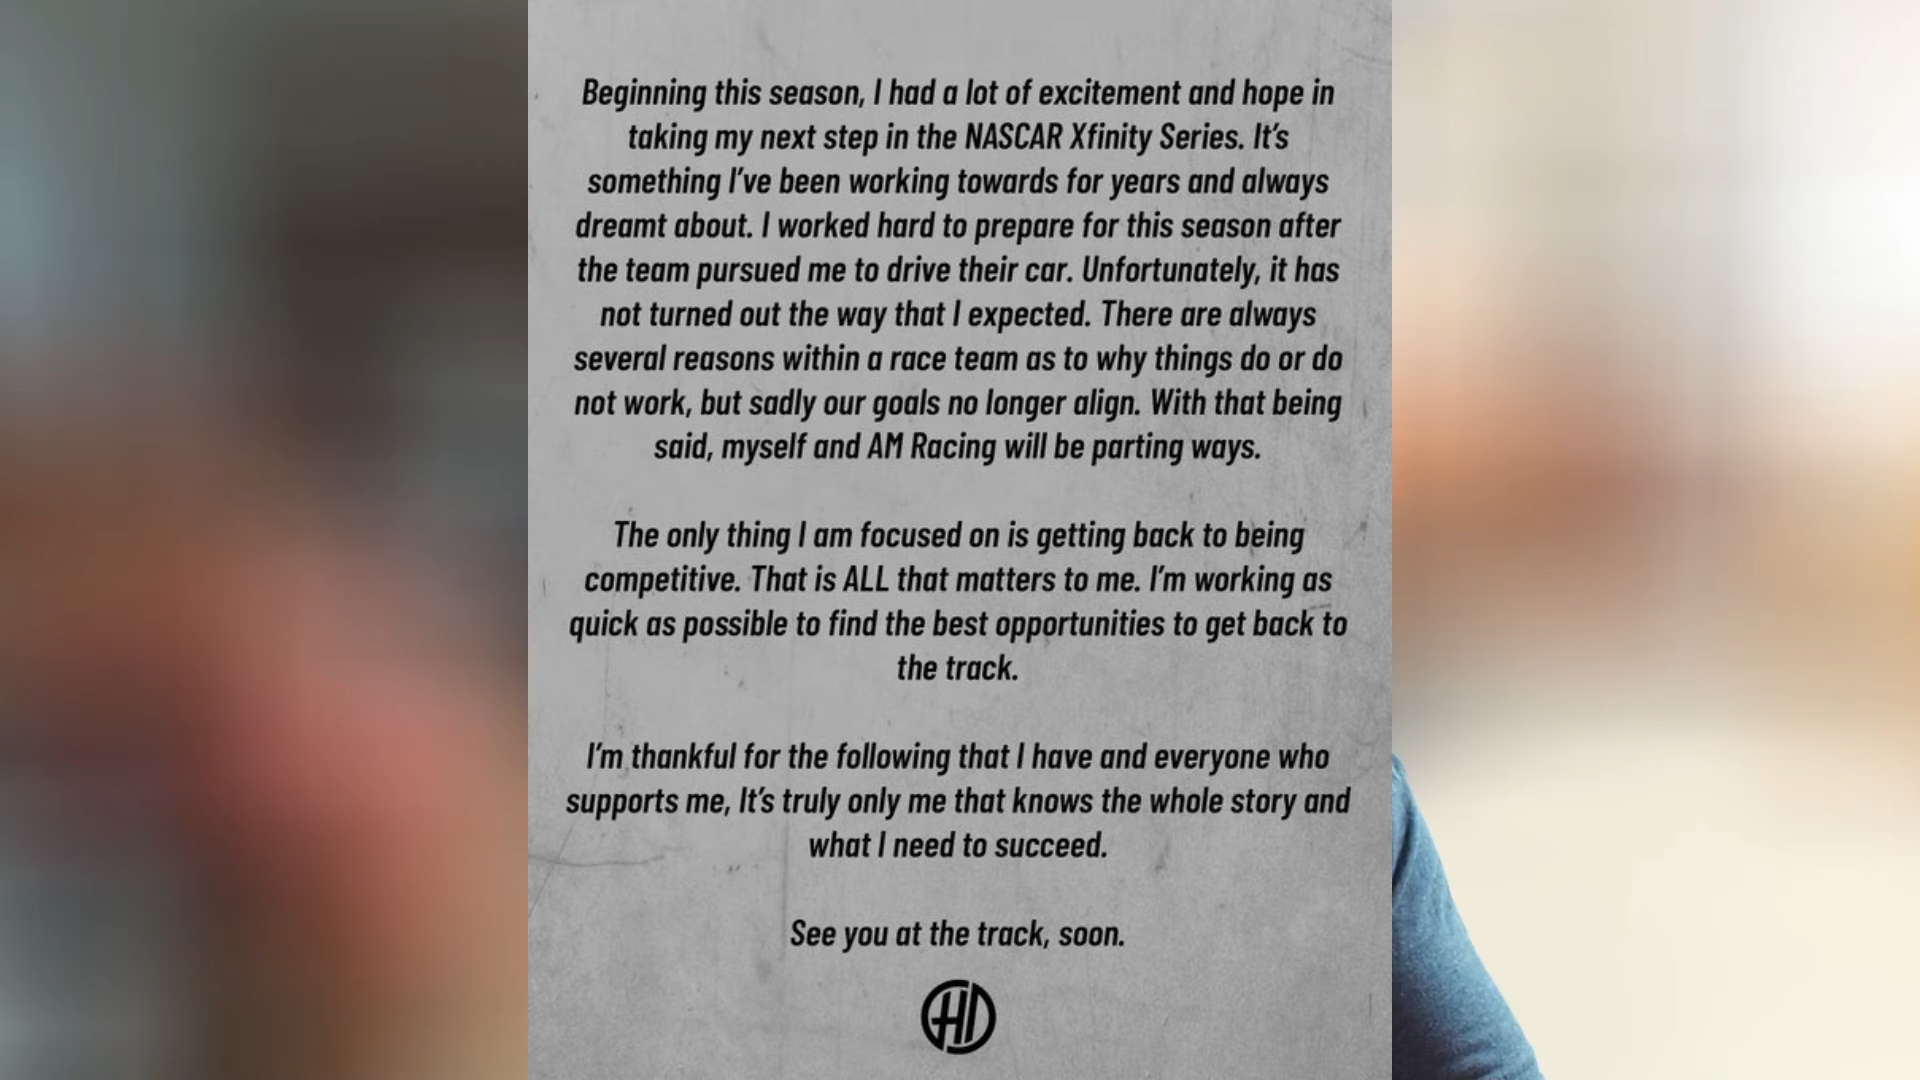 Beginning this season, I had a lot of excitement and hope in
taking my next step in the NASCAR Xfinity Series. It's
something I've been working towards for years and always
dreamt about. I worked hard to prepare for this season after
the team pursued me to drive their car. Unfortunately, it has
not turned out the way that I expected. There are always
several reasons within a race team as to why things do or do
not work, but sadly our goals no longer align. With that being
said, myself and AM Racing will be parting ways.
The only thing I am focused on is getting back to being
competitive. That is ALL that matters to me. I'm working as
quick as possible to find the best opportunities to get back to
the track.
I'm thankful for the following that I have and everyone who
supports me, It's truly only me that knows the whole story and
what I need to succeed.
See you at the track, soon.
HD